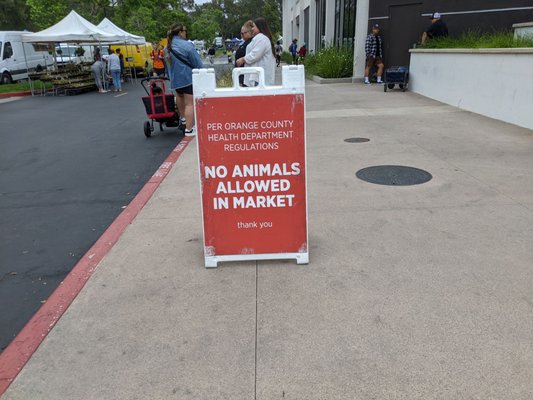 PER ORANGE COUNTY
HEALTH DEPARTMENT
REGULATIONS
NO ANIMALS
ALLOWED
IN MARKET
thank you